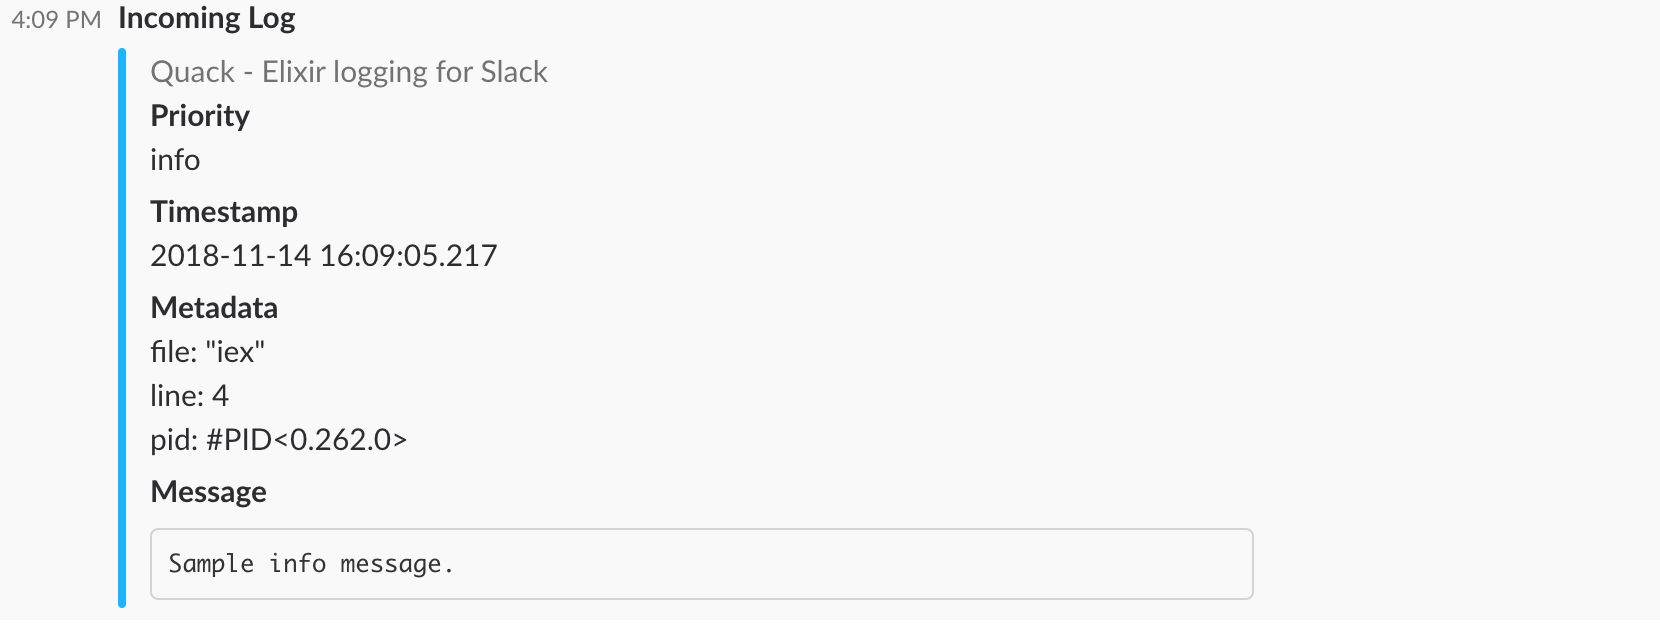 4:09 PM Incoming Log
Quack - Elixir logging for Slack
Priority
info
Timestamp
2018-11-14 16:09:05.217
Metadata
file: "iex"
line: 4
pid: #PID<0.262.0>
Message
Sample info message.